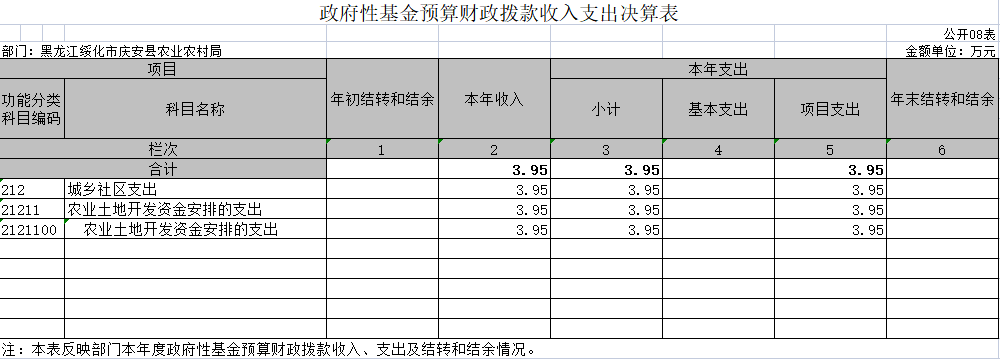 政府性基金预算财政拨款收入支出决算表
公开08表
部门：黑龙江绥化市庆安县农业农村局 金额单位：万元
项目 年初结转和结余 本年收入 本年支出 年末结转和结余
功能分类科目编码 科目名称 小计 基本支出 项目支出
栏次 1 2 3 4 5 6
合计 3.95 3.95 3.95
212 城乡社区支出 3.95 3.95 3.95
21211 农业土地开发资金安排的支出 3.95 3.95 3.95
2121100 农业土地开发资金安排的支出 3.95 3.95 3.95
注：本表反映部门本年度政府性基金预算财政拨款收入、支出及结转和结余情况。